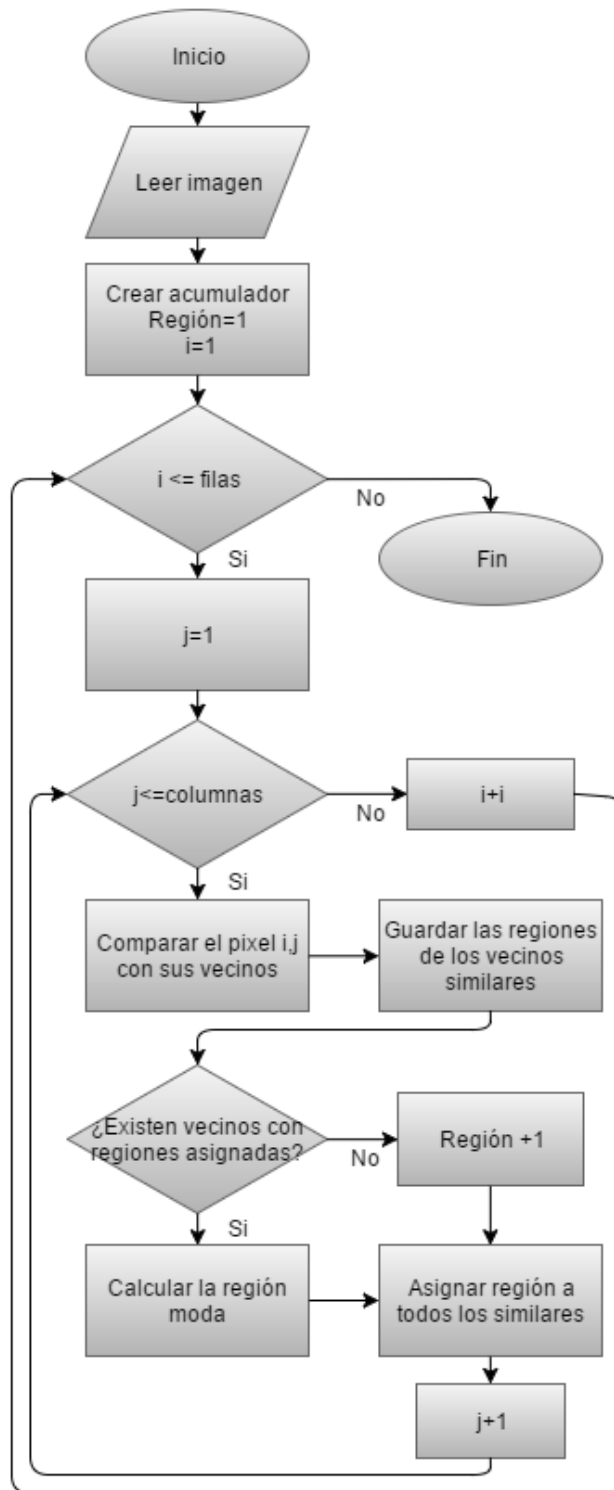 Inicio
Leer imagen
Crear acumulador
Región=1
i=1
i <= filas
No
Fin
Si
j=1
j<=columnas
No
i+i
Si
Comparar el pixel i,j
con sus vecinos
Guardar las regiones
de los vecinos
similares
¿Existen vecinos con
regiones asignadas?
No
Región +1
Si
Calcular la región
moda
Asignar región a
todos los similares
j+1